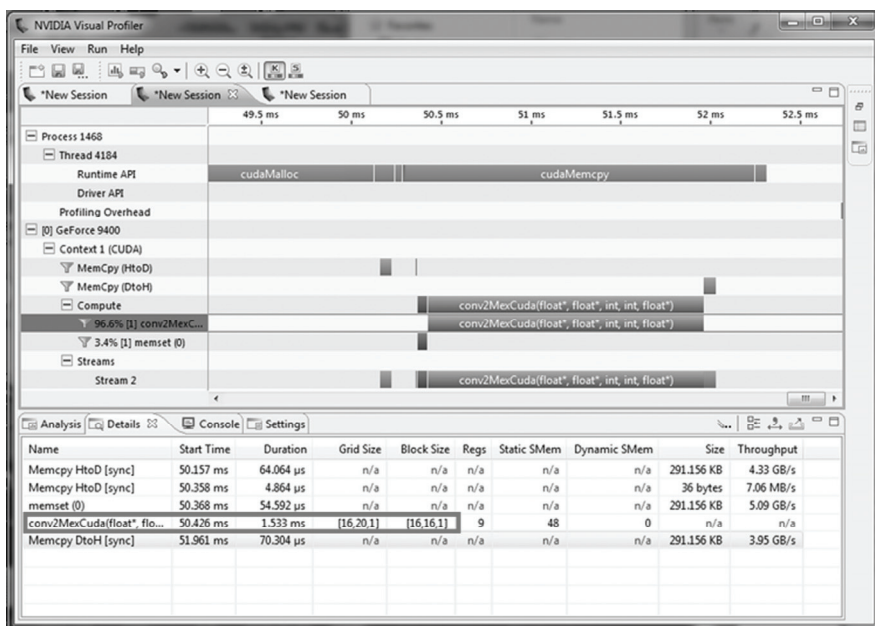 NVIDIA Visual Profiler
File View Run Help
*New Session *New Session *New Session
49.5 ms 50 ms 50.5 ms 51 ms 51.5 ms 52 ms 52.5 ms
Process 1468
Thread 4184
Runtime API cudaMalloc cudaMemcpy
Driver API
Profiling Overhead
[0] GeForce 9400
Context 1 (CUDA)
MemCpy (HtoD)
MemCpy (DtoH)
Compute conv2MexCuda(float*, float*, int, int, float*)
96.6% [1] conv2MexC... conv2MexCuda(float*, float*, int, int, float*)
3.4% [1] memset (0)
Streams
Stream 2 conv2MexCuda(float*, float*, int, int, float*)
Analysis Details Console Settings
Name Start Time Duration Grid Size Block Size Regs Static SMem Dynamic SMem Size Throughput
Memcpy HtoD [sync] 50.157 ms 64.064 µs n/a n/a n/a n/a n/a 291.156 KB 4.33 GB/s
Memcpy HtoD [sync] 50.358 ms 4.864 µs n/a n/a n/a n/a n/a 36 bytes 7.06 MB/s
memset (0) 50.368 ms 54.592 µs n/a n/a n/a n/a n/a 291.156 KB 5.09 GB/s
conv2MexCuda(float*, flo... 50.426 ms 1.533 ms [16,20,1] [16,16,1] 9 48 0 n/a n/a
Memcpy DtoH [sync] 51.961 ms 70.304 µs n/a n/a n/a n/a n/a 291.156 KB 3.95 GB/s